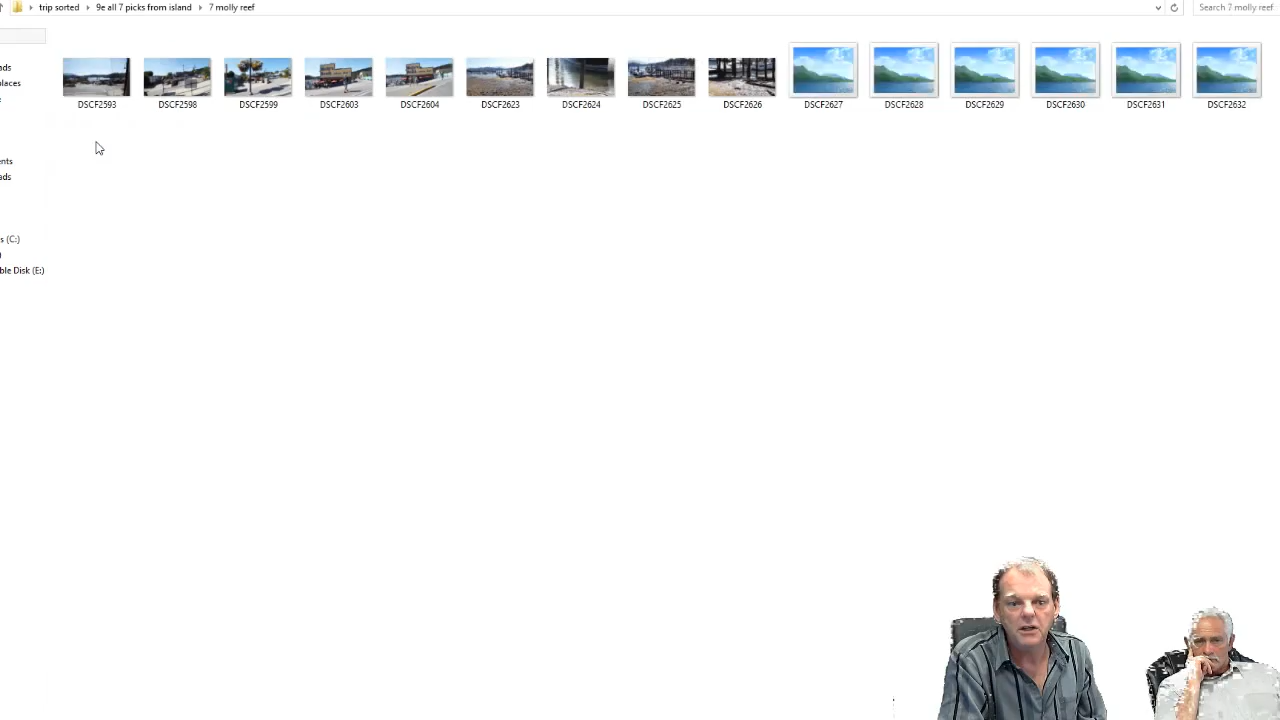 trip sorted 9e all 7 picks from island 7 molly reef Search 7 molly reef
ads
laces
DSCF2593 DSCF2598 DSCF2599 DSCF2603 DSCF2604 DSCF2623 DSCF2624 DSCF2625 DSCF2626 DSCF2627 DSCF2628 DSCF2629 DSCF2630 DSCF2631 DSCF2632
ents
ads
s (C:)
ble Disk (E:)